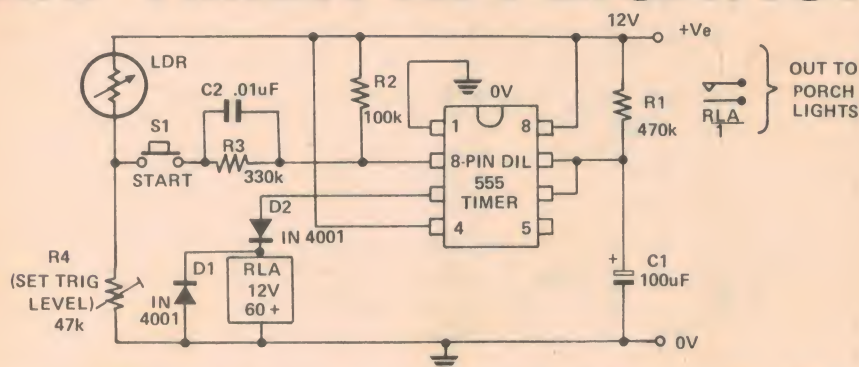 LDR
C2 .01uF
S1
START
R3
330k
R2
100k
0V
1
8
8-PIN DIL
555
TIMER
4
5
12V
+Ve
R1
470k
RLA
1
OUT TO
PORCH
LIGHTS
D2
IN 4001
D1
IN
4001
RLA
12V
60 +
R4
(SET TRIG
LEVEL)
47k
+
C1
100uF
0V